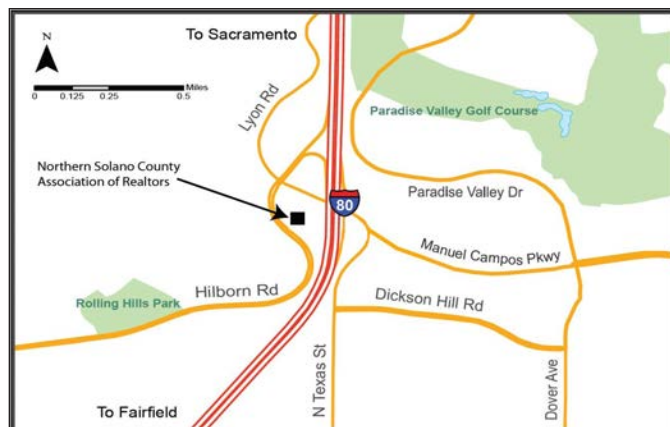 To Sacramento
N
Miles
0 0.125 0.25 0.5
Lyon Rd
Paradise Valley Golf Course
Northern Solano County
Association of Realtors
Paradise Valley Dr
80
Manuel Campos Pkwy
Rolling Hills Park
Hilborn Rd
Dickson Hill Rd
N Texas St
Dover Ave
To Fairfield